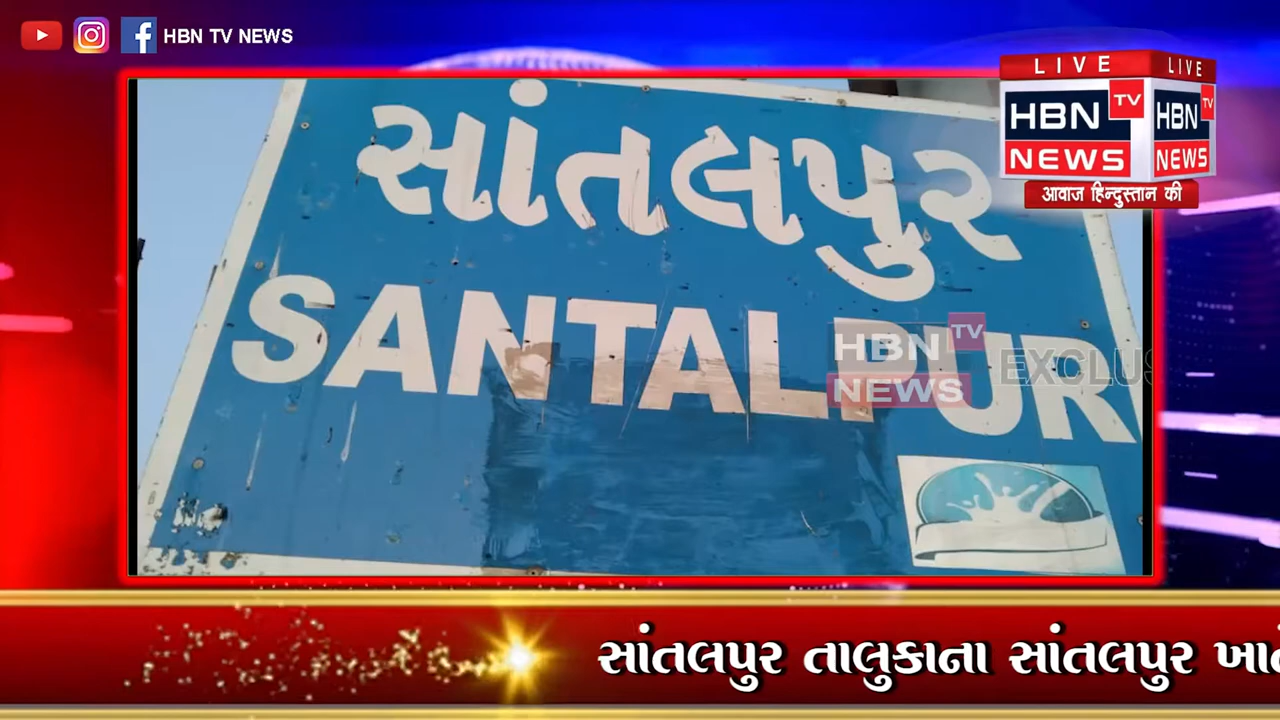 HBN TV NEWS
LIVE
LIVE
HBN TV
NEWS
HBN TV
NEWS
आवाज हिन्दुस्तान की
સાંતલપુર
SANTALPUR
HBN TV
NEWS
સાંતલપુર તાલુકાના સાંતલપુર